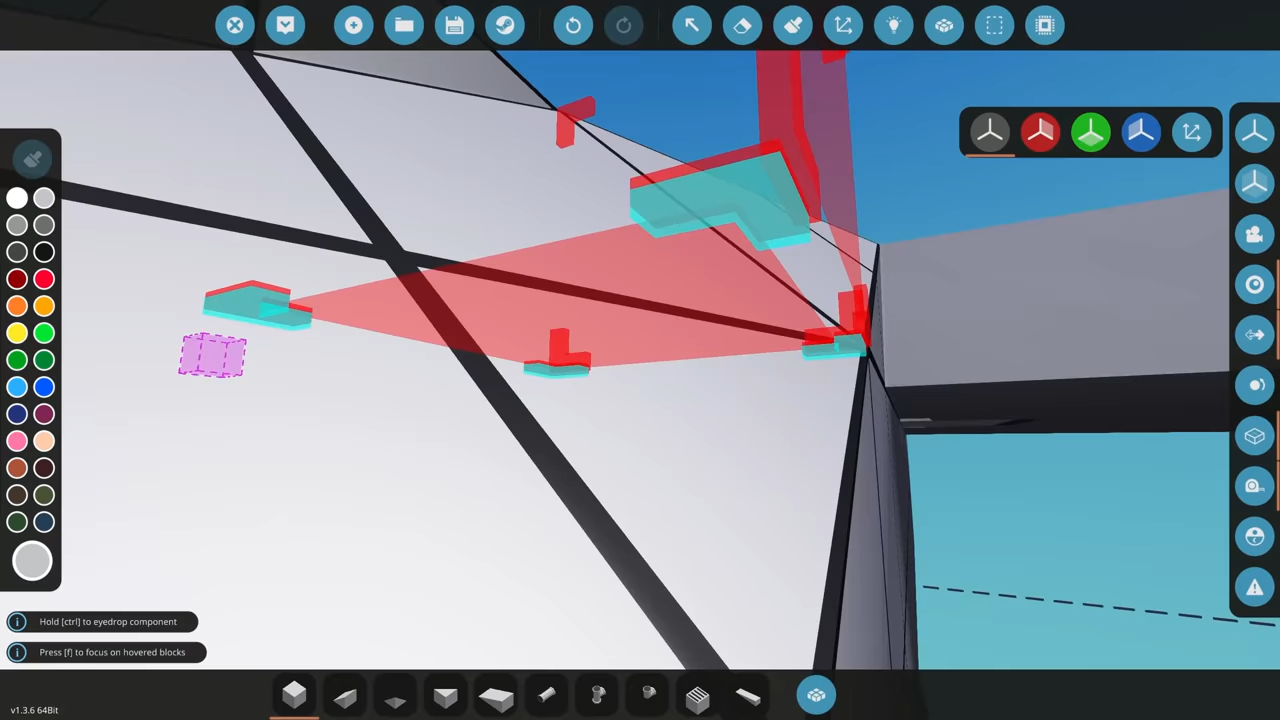 Hold [ctrl] to eyedrop component
Press [f] to focus on hovered blocks
v1.3.6 64Bit